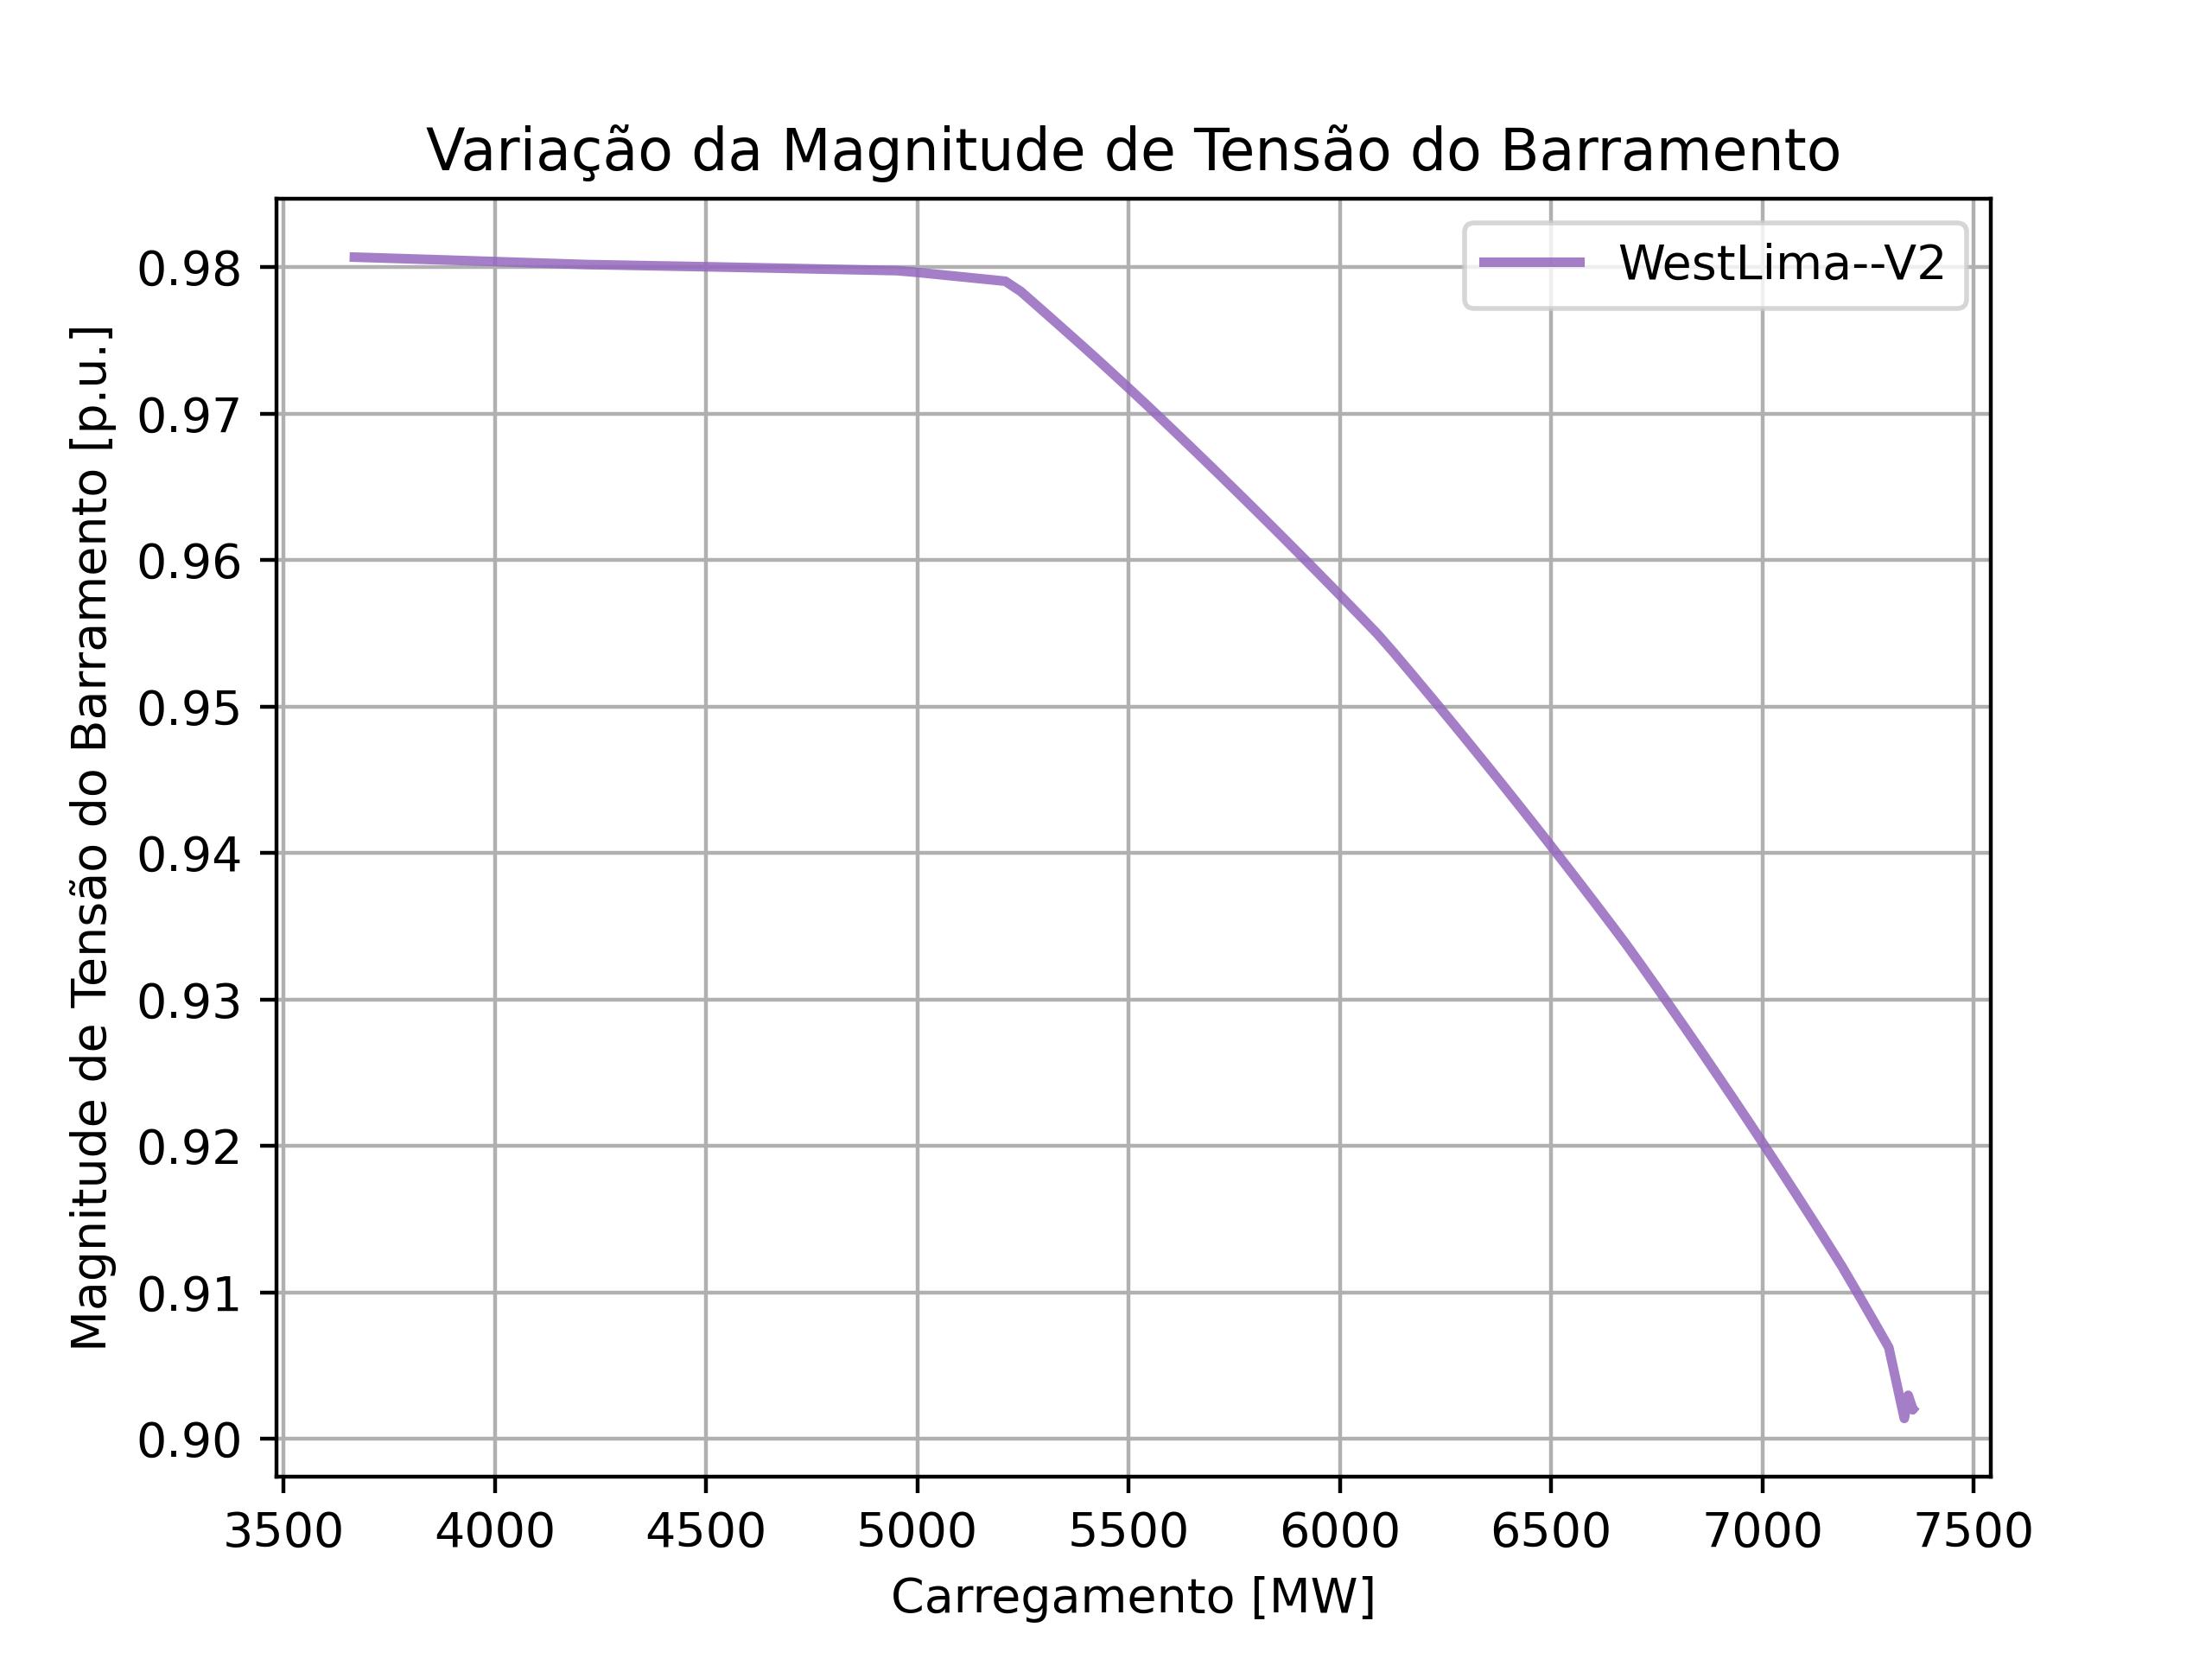 Variação da Magnitude de Tensão do Barramento
WestLima--V2
Magnitude de Tensão do Barramento [p.u.]
0.98
0.97
0.96
0.95
0.94
0.93
0.92
0.91
0.90
3500 4000 4500 5000 5500 6000 6500 7000 7500
Carregamento [MW]